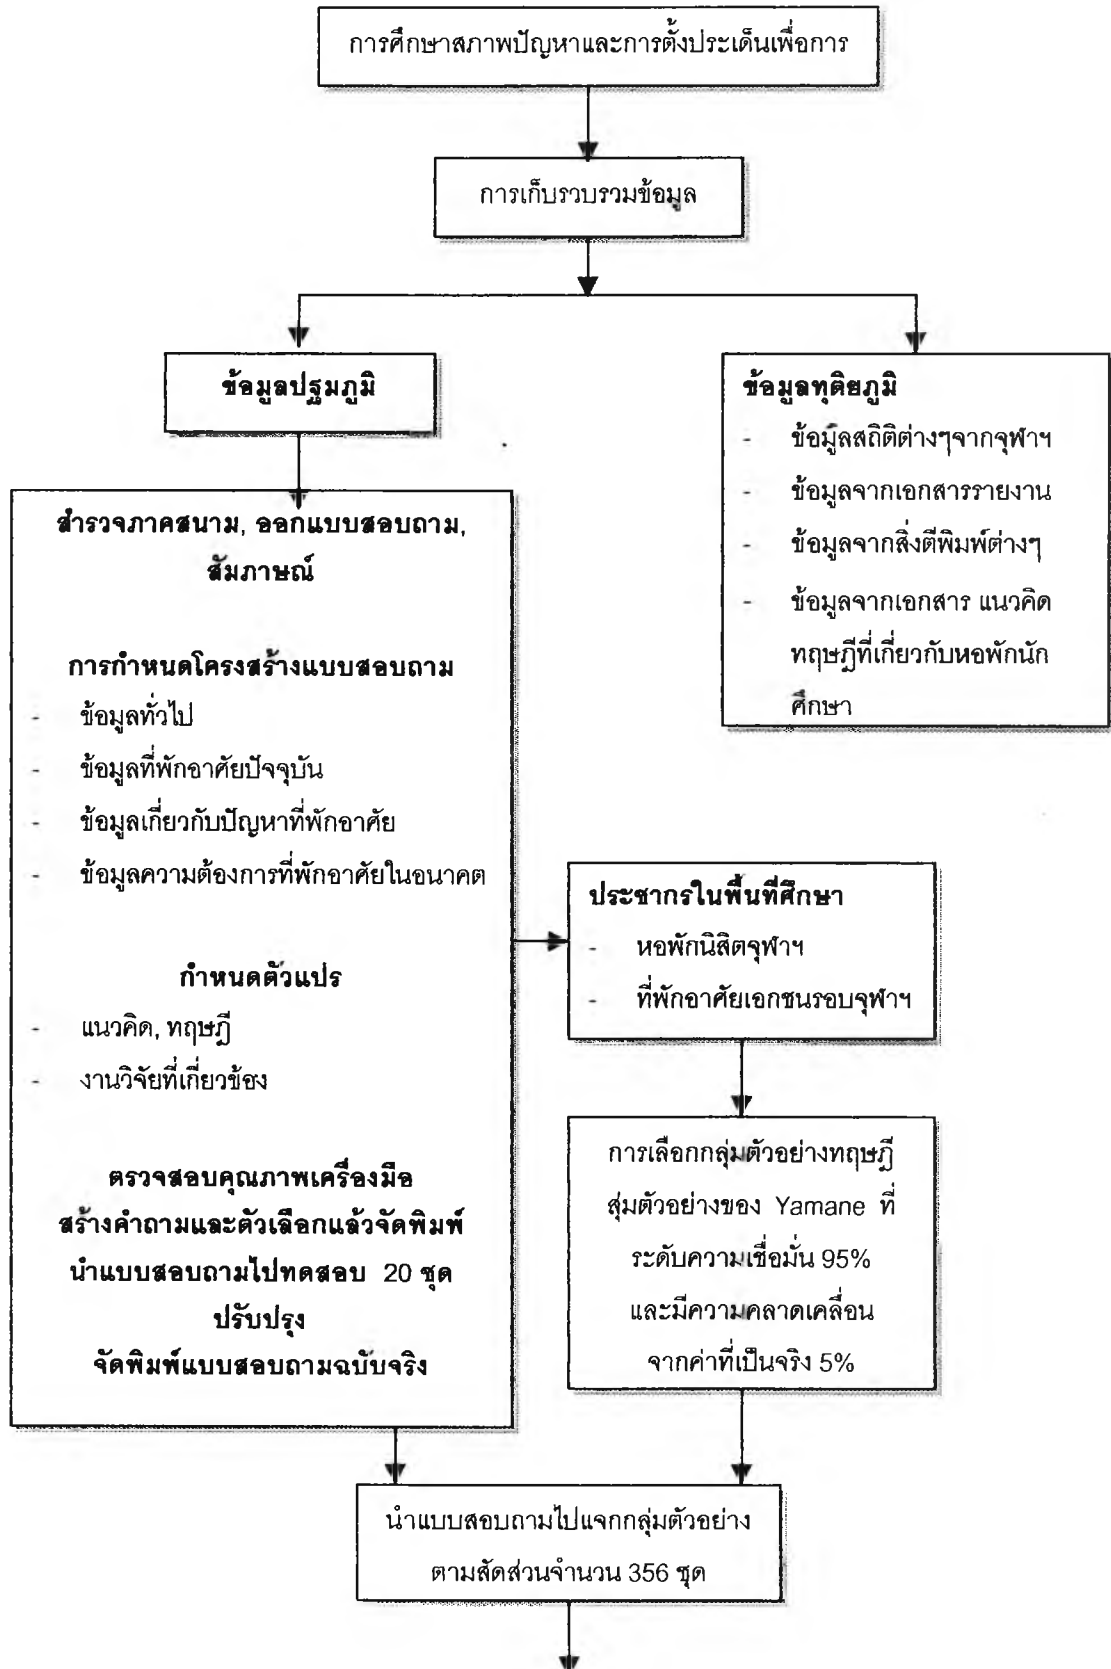 การศึกษาสภาพปัญหาและการตั้งประเด็นเพื่อการ
การเก็บรวบรวมข้อมูล
ข้อมูลปฐมภูมิ
ข้อมูลทุติยภูมิ
- ข้อมูลสถิติต่างๆจากจุฬาฯ
- ข้อมูลจากเอกสารรายงาน
- ข้อมูลจากสิ่งตีพิมพ์ต่างๆ
- ข้อมูลจากเอกสาร แนวคิด
ทฤษฎีที่เกี่ยวกับหอพักนัก
ศึกษา
สำรวจภาคสนาม, ออกแบบสอบถาม,
สัมภาษณ์
การกำหนดโครงสร้างแบบสอบถาม
- ข้อมูลทั่วไป
- ข้อมูลที่พักอาศัยปัจจุบัน
- ข้อมูลเกี่ยวกับปัญหาที่พักอาศัย
- ข้อมูลความต้องการที่พักอาศัยในอนาคต
กำหนดตัวแปร
- แนวคิด, ทฤษฎี
- งานวิจัยที่เกี่ยวข้อง
ตรวจสอบคุณภาพเครื่องมือ
สร้างคำถามและตัวเลือกแล้วจัดพิมพ์
นำแบบสอบถามไปทดสอบ 20 ชุด
ปรับปรุง
จัดพิมพ์แบบสอบถามฉบับจริง
ประชากรในพื้นที่ศึกษา
- หอพักนิสิตจุฬาฯ
- ที่พักอาศัยเอกชนรอบจุฬาฯ
การเลือกกลุ่มตัวอย่างทฤษฎี
สุ่มตัวอย่างของ Yamane ที่
ระดับความเชื่อมั่น 95%
และมีความคลาดเคลื่อน
จากค่าที่เป็นจริง 5%
นำแบบสอบถามไปแจกกลุ่มตัวอย่าง
ตามสัดส่วนจำนวน 356 ชุด